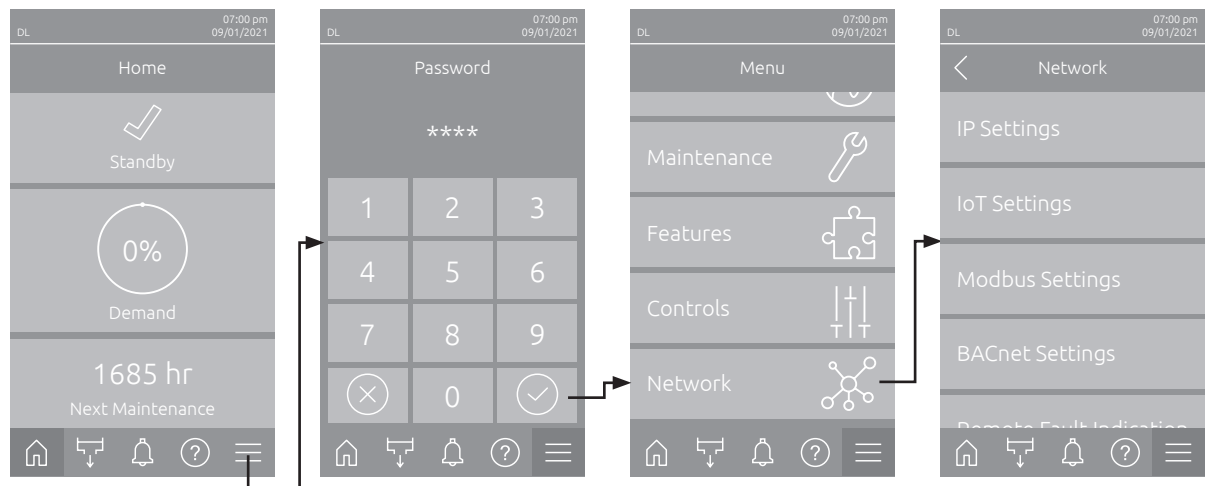 07:00 pm
DL 09/01/2021
Home
Standby
0%
Demand
1685 hr
Next Maintenance
?
07:00 pm
DL 09/01/2021
Password
****
1 2 3
4 5 6
7 8 9
0
?
07:00 pm
DL 09/01/2021
Menu
Maintenance
Features
Controls
Network
?
07:00 pm
DL 09/01/2021
Network
IP Settings
IoT Settings
Modbus Settings
BACnet Settings
Remote Fault Indication
?